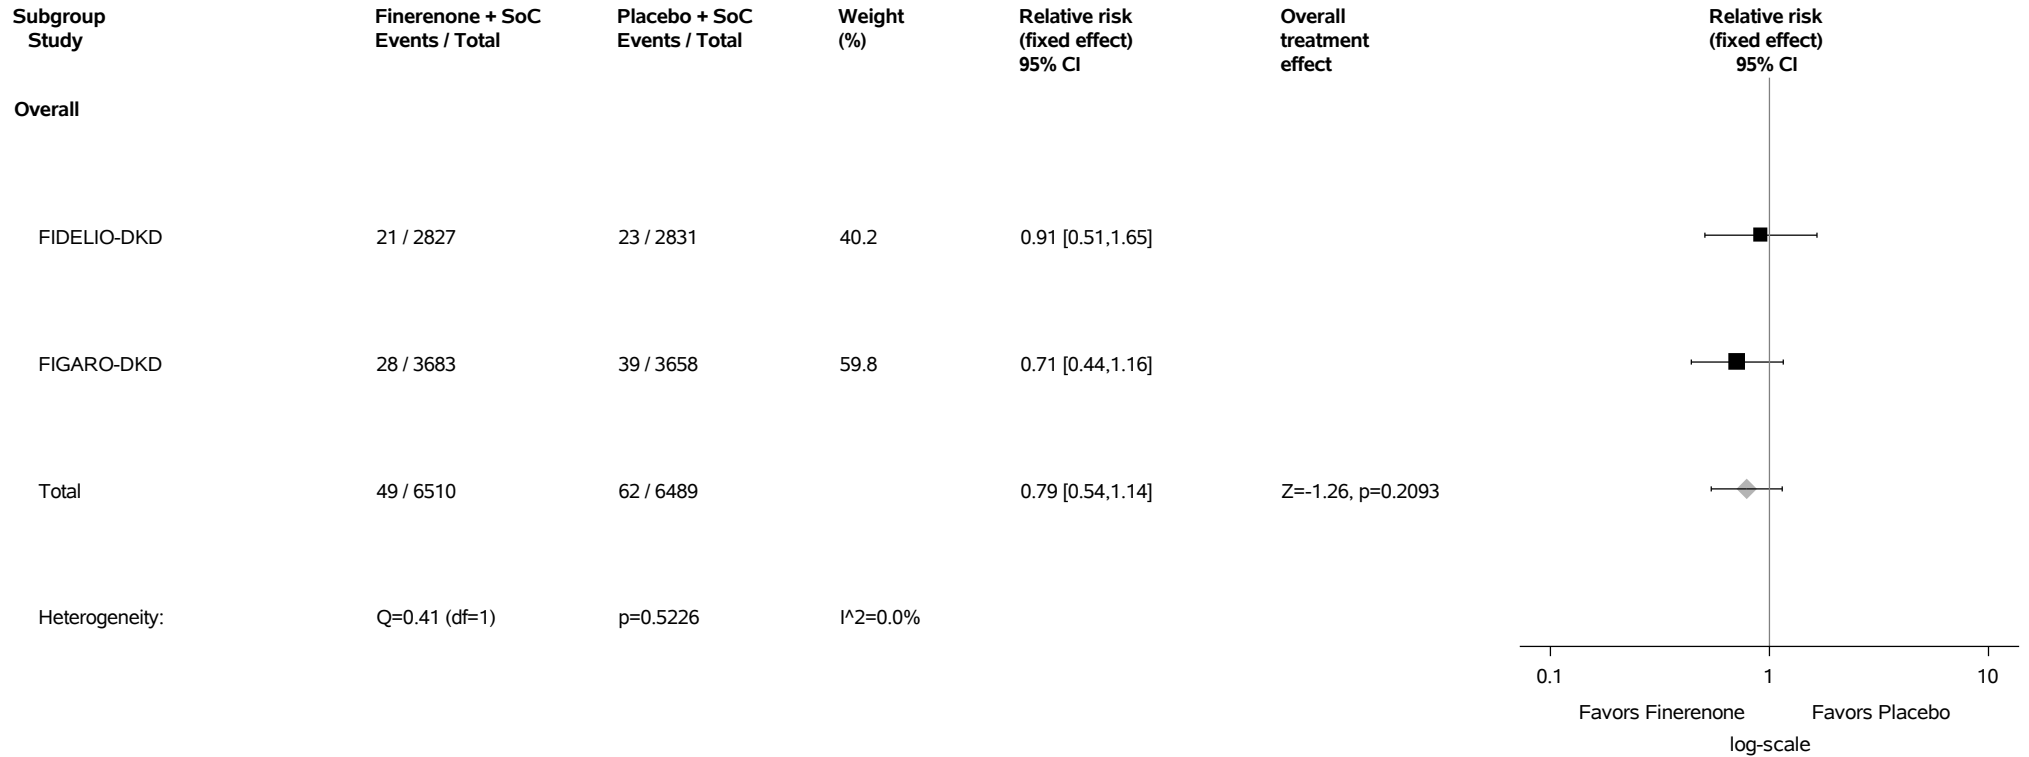 Subgroup Finerenone + SoC Placebo + SoC Weight Relative risk Overall Relative risk
Study Events / Total Events / Total (%) (fixed effect) treatment (fixed effect)
95% CI effect 95% CI
Overall
FIDELIO-DKD 21 / 2827 23 / 2831 40.2 0.91 [0.51,1.65]
FIGARO-DKD 28 / 3683 39 / 3658 59.8 0.71 [0.44,1.16]
Total 49 / 6510 62 / 6489 0.79 [0.54,1.14] Z=-1.26, p=0.2093
Heterogeneity: Q=0.41 (df=1) p=0.5226 I^2=0.0%
0.1 1 10
Favors Finerenone Favors Placebo
log-scale